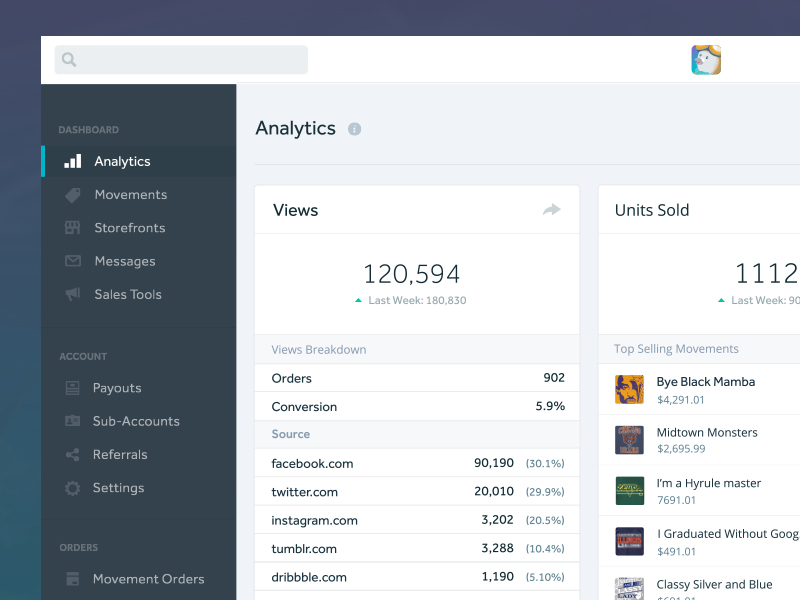 DASHBOARD
Analytics
Movements
Storefronts
Messages
Sales Tools
ACCOUNT
Payouts
Sub-Accounts
Referrals
Settings
ORDERS
Movement Orders
Analytics
Views
120,594
Last Week: 180,830
Views Breakdown
Orders 902
Conversion 5.9%
Source
facebook.com 90,190 (30.1%)
twitter.com 20,010 (29.9%)
instagram.com 3,202 (20.5%)
tumblr.com 3,288 (10.4%)
dribbble.com 1,190 (5.10%)
Units Sold
1112
Last Week: 90
Top Selling Movements
Bye Black Mamba
$4,291.01
Midtown Monsters
$2,695.99
I'm a Hyrule master
7691.01
I Graduated Without Goog
$491.01
Classy Silver and Blue